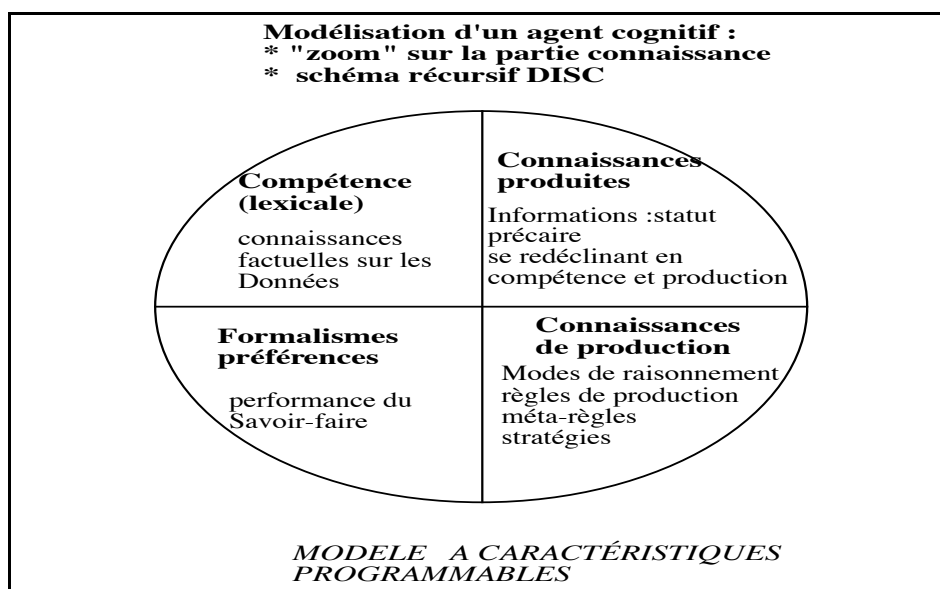 Modélisation d'un agent cognitif :
* "zoom" sur la partie connaissance
* schéma récursif DISC
Compétence
(lexicale)
connaissances
factuelles sur les
Données
Connaissances
produites
Informations :statut
précaire
se redéclinant en
compétence et production
Formalismes
préférences
performance du
Savoir-faire
Connaissances
de production
Modes de raisonnement
règles de production
méta-règles
stratégies
MODELE A CARACTÉRISTIQUES
PROGRAMMABLES